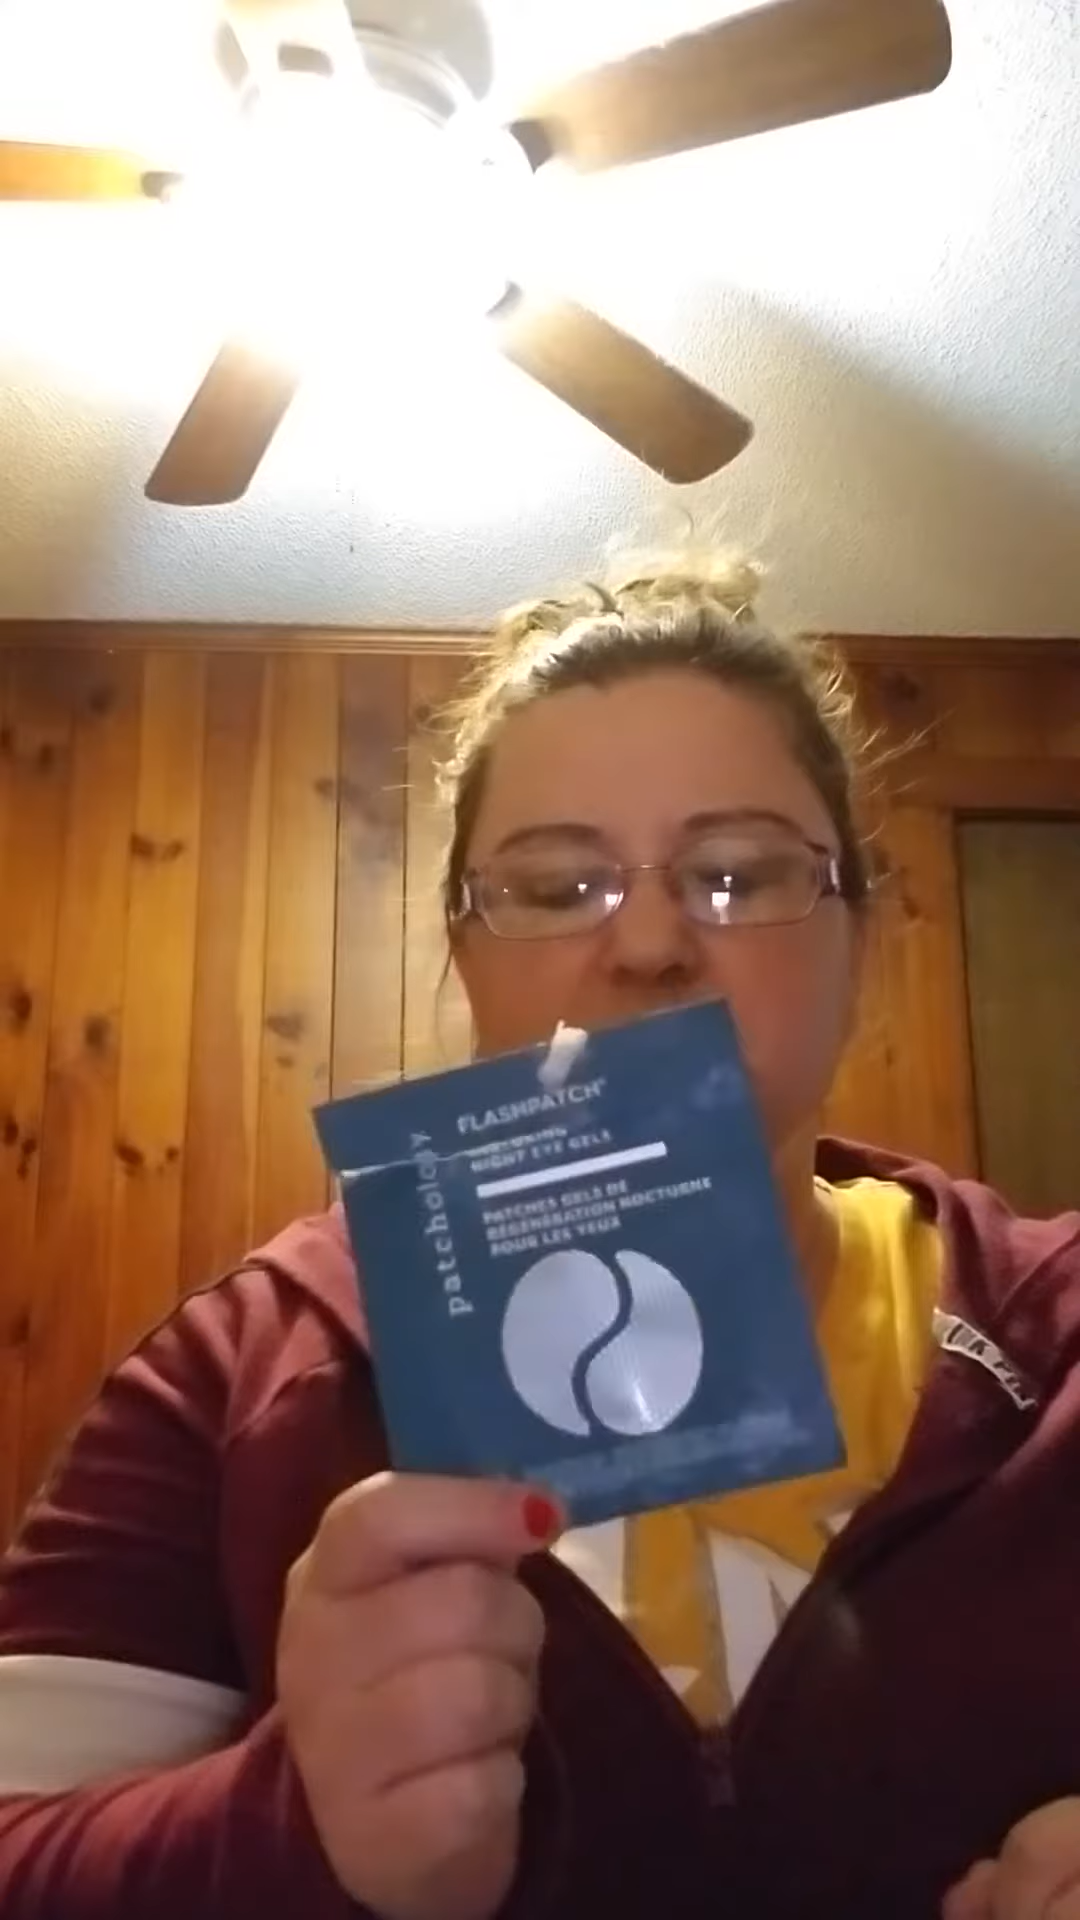 FLASHPATCH®
NIGHT EYE GELS
PATCHES GELS DE
RÉGÉNÉRATION NOCTURNE
POUR LES YEUX
patchology